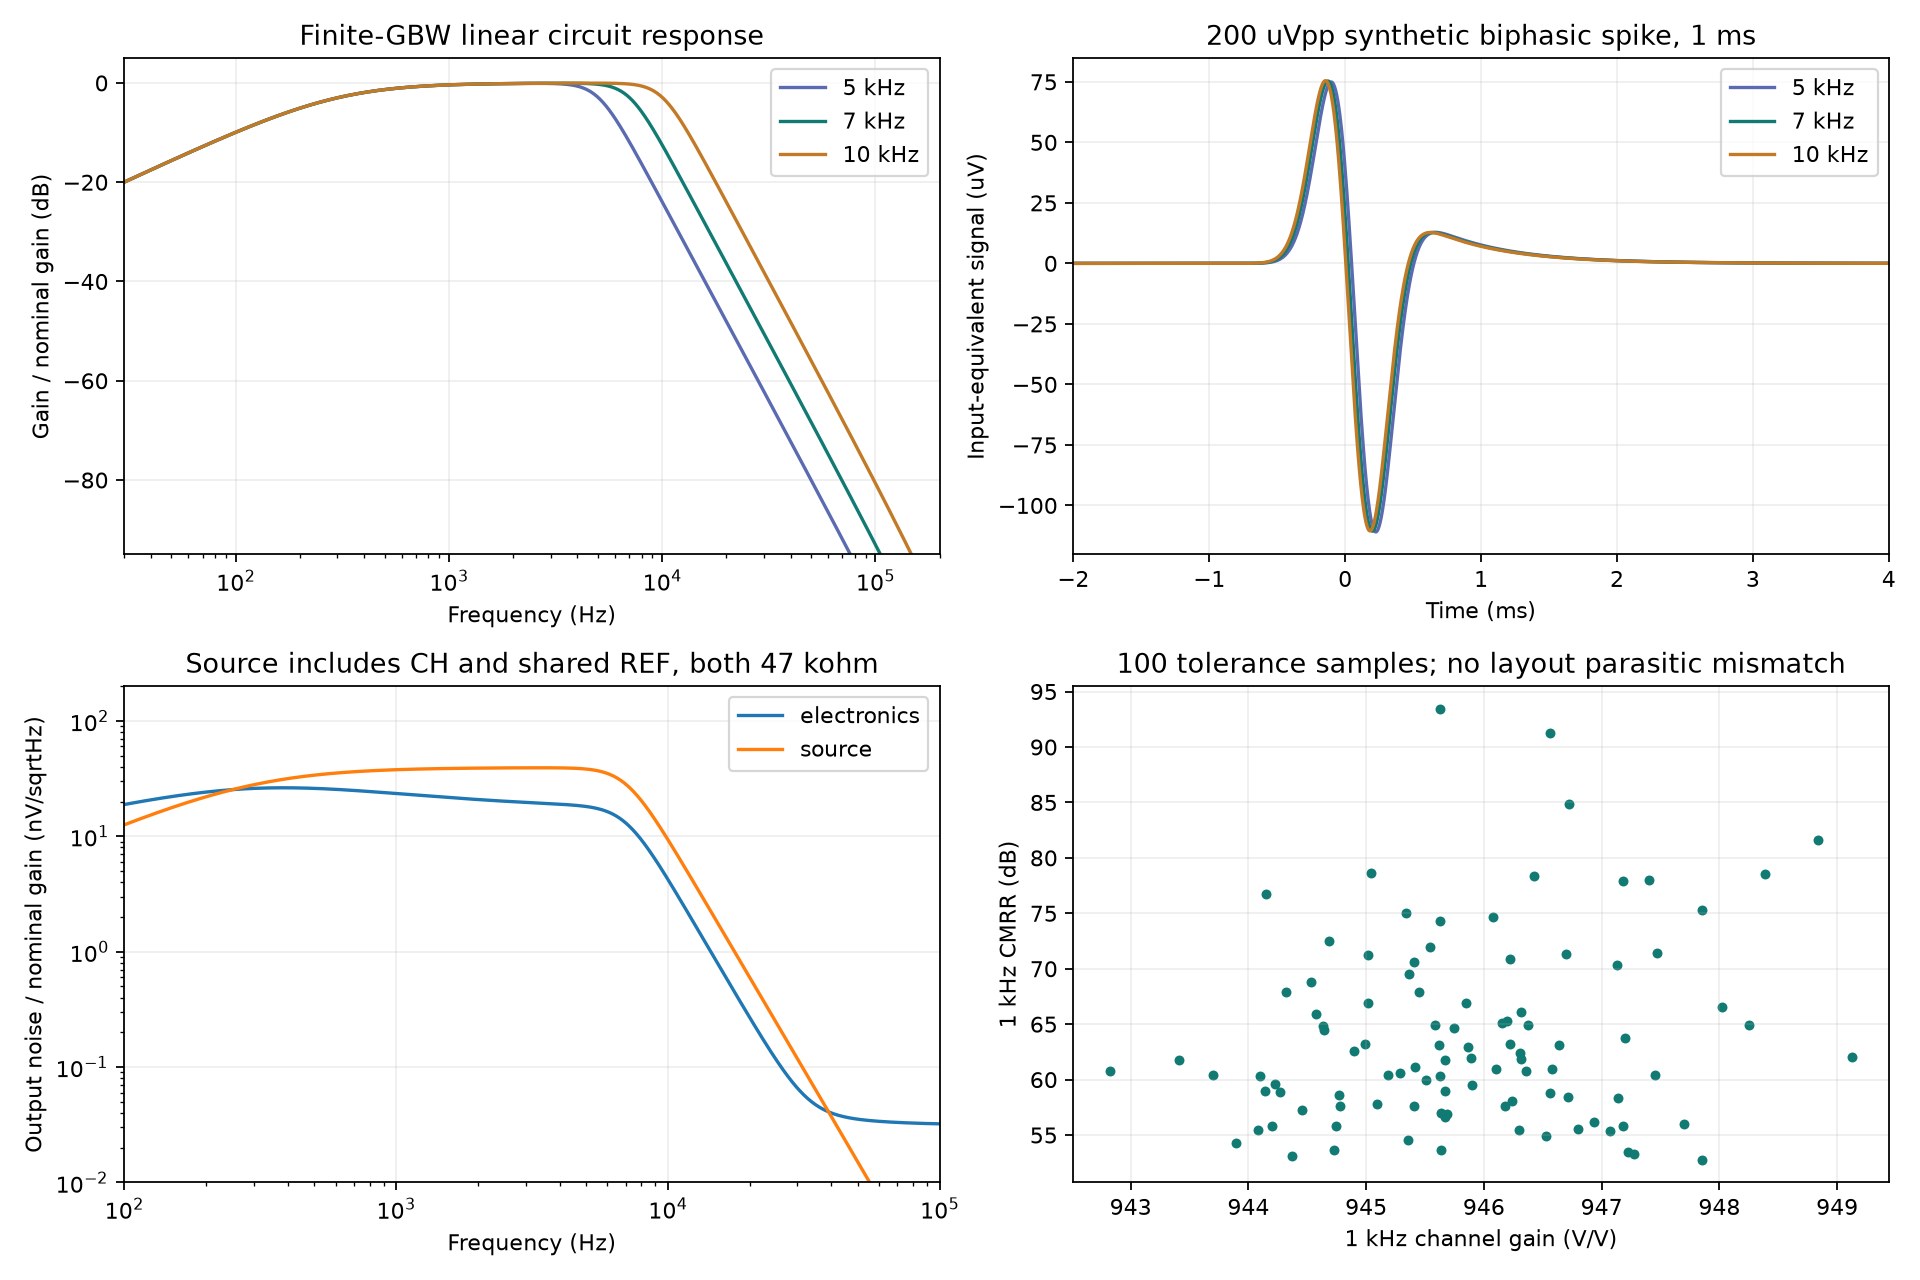 Finite-GBW linear circuit response
Gain / nominal gain (dB)
0
−20
−40
−60
−80
5 kHz
7 kHz
10 kHz
10²
10³
10⁴
10⁵
Frequency (Hz)
200 uVpp synthetic biphasic spike, 1 ms
Input-equivalent signal (uV)
75
50
25
0
−25
−50
−75
−100
5 kHz
7 kHz
10 kHz
−2
−1
0
1
2
3
4
Time (ms)
Source includes CH and shared REF, both 47 kohm
Output noise / nominal gain (nV/sqrtHz)
10²
10¹
10⁰
10⁻¹
10⁻²
electronics
source
10²
10³
10⁴
10⁵
Frequency (Hz)
100 tolerance samples; no layout parasitic mismatch
1 kHz CMRR (dB)
95
90
85
80
75
70
65
60
55
943
944
945
946
947
948
949
1 kHz channel gain (V/V)